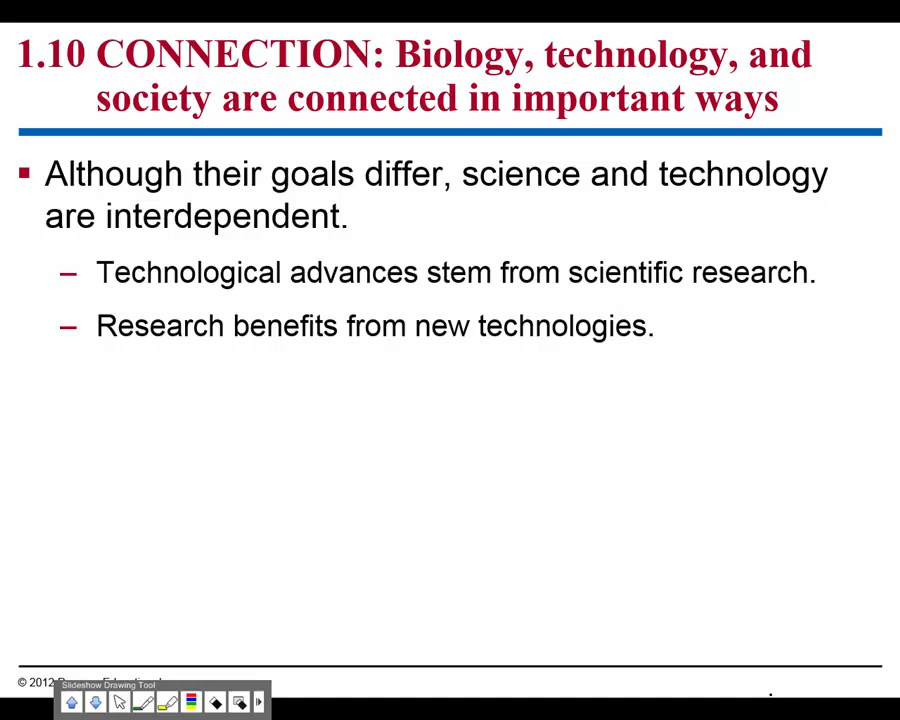 1.10 CONNECTION: Biology, technology, and
society are connected in important ways
▪ Although their goals differ, science and technology
are interdependent.
– Technological advances stem from scientific research.
– Research benefits from new technologies.
© 2012
Slideshow Drawing Tool